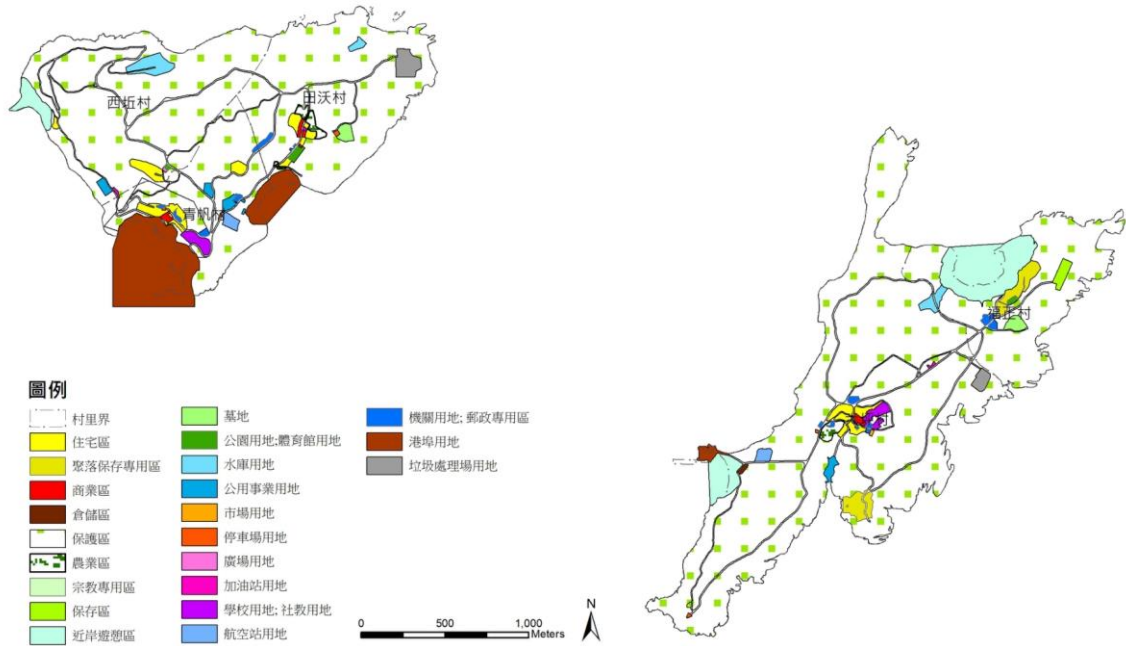 西坵村
田沃村
青帆村
福正村
村
圖例
村里界
住宅區
聚落保存專用區
商業區
倉儲區
保護區
農業區
宗教專用區
保存區
近岸遊憩區
墓地
公園用地;體育館用地
水庫用地
公用事業用地
市場用地
停車場用地
廣場用地
加油站用地
學校用地; 社教用地
航空站用地
機關用地; 郵政專用區
港埠用地
垃圾處理場用地
0 500 1,000
Meters
N